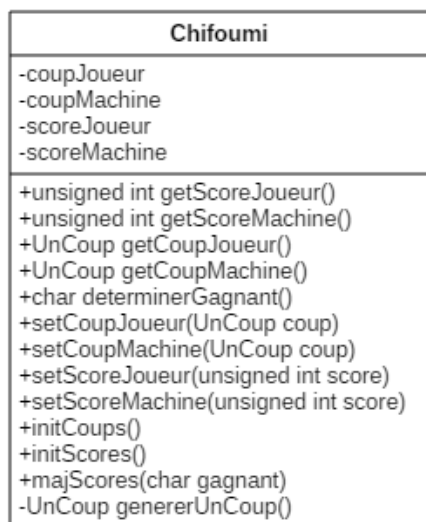 Chifoumi
-coupJoueur
-coupMachine
-scoreJoueur
-scoreMachine
+unsigned int getScoreJoueur()
+unsigned int getScoreMachine()
+UnCoup getCoupJoueur()
+UnCoup getCoupMachine()
+char determinerGagnant()
+setCoupJoueur(UnCoup coup)
+setCoupMachine(UnCoup coup)
+setScoreJoueur(unsigned int score)
+setScoreMachine(unsigned int score)
+initCoups()
+initScores()
+majScores(char gagnant)
-UnCoup genererUnCoup()